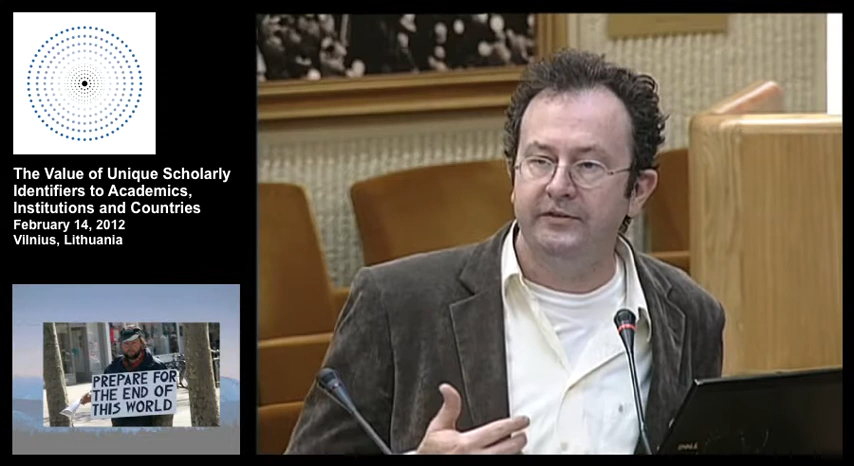 The Value of Unique Scholarly
Identifiers to Academics,
Institutions and Countries
February 14, 2012
Vilnius, Lithuania
PREPARE FOR
THE END OF
THIS WORLD
DELL